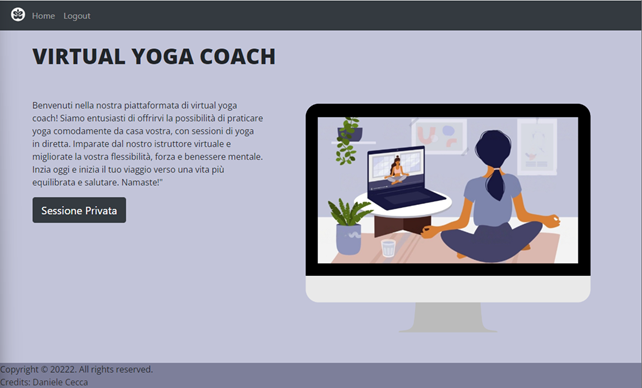 Home Logout
VIRTUAL YOGA COACH
Benvenuti nella nostra piattaformata di virtual yoga
coach! Siamo entusiasti di offrirvi la possibilità di praticare
yoga comodamente da casa vostra, con sessioni di yoga
in diretta. Imparate dal nostro istruttore virtuale e
migliorate la vostra flessibilità, forza e benessere mentale.
Inzia oggi e inizia il tuo viaggio verso una vita più
equilibrata e salutare. Namaste!"
Sessione Privata
Copyright © 20222. All rights reserved.
Credits: Daniele Cecca